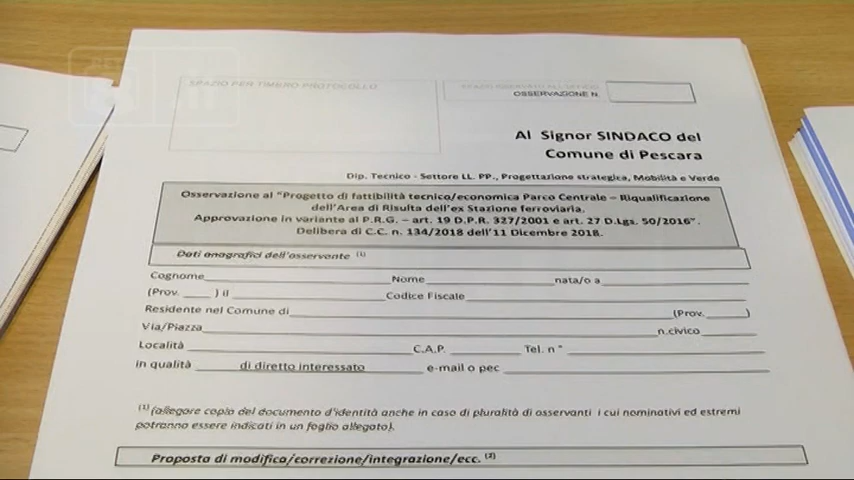 SPAZIO PER TIMBRO PROTOCOLLO
SPAZIO RISERVATO ALL'UFFICIO
OSSERVAZIONE N.
Al Signor SINDACO del
Comune di Pescara
Dip. Tecnico - Settore LL. PP., Progettazione strategica, Mobilità e Verde
Osservazione al "Progetto di fattibilità tecnico/economica Parco Centrale – Riqualificazione
dell'Area di Risulta dell'ex Stazione ferroviaria.
Approvazione in variante al P.R.G. – art. 19 D.P.R. 327/2001 e art. 27 D.Lgs. 50/2016".
Delibera di C.C. n. 134/2018 dell'11 Dicembre 2018.
Dati anagrafici dell'osservante (1)
Cognome Nome nata/o a
(Prov. ____ ) il Codice Fiscale
Residente nel Comune di (Prov. ____)
Via/Piazza n.civico
Località C.A.P. Tel. n °
in qualità di diretto interessato e-mail o pec
(1) (allegare copia del documento d'identità anche in caso di pluralità di osservanti i cui nominativi ed estremi
potranno essere indicati in un foglio allegato).
Proposta di modifica/correzione/integrazione/ecc. (2)